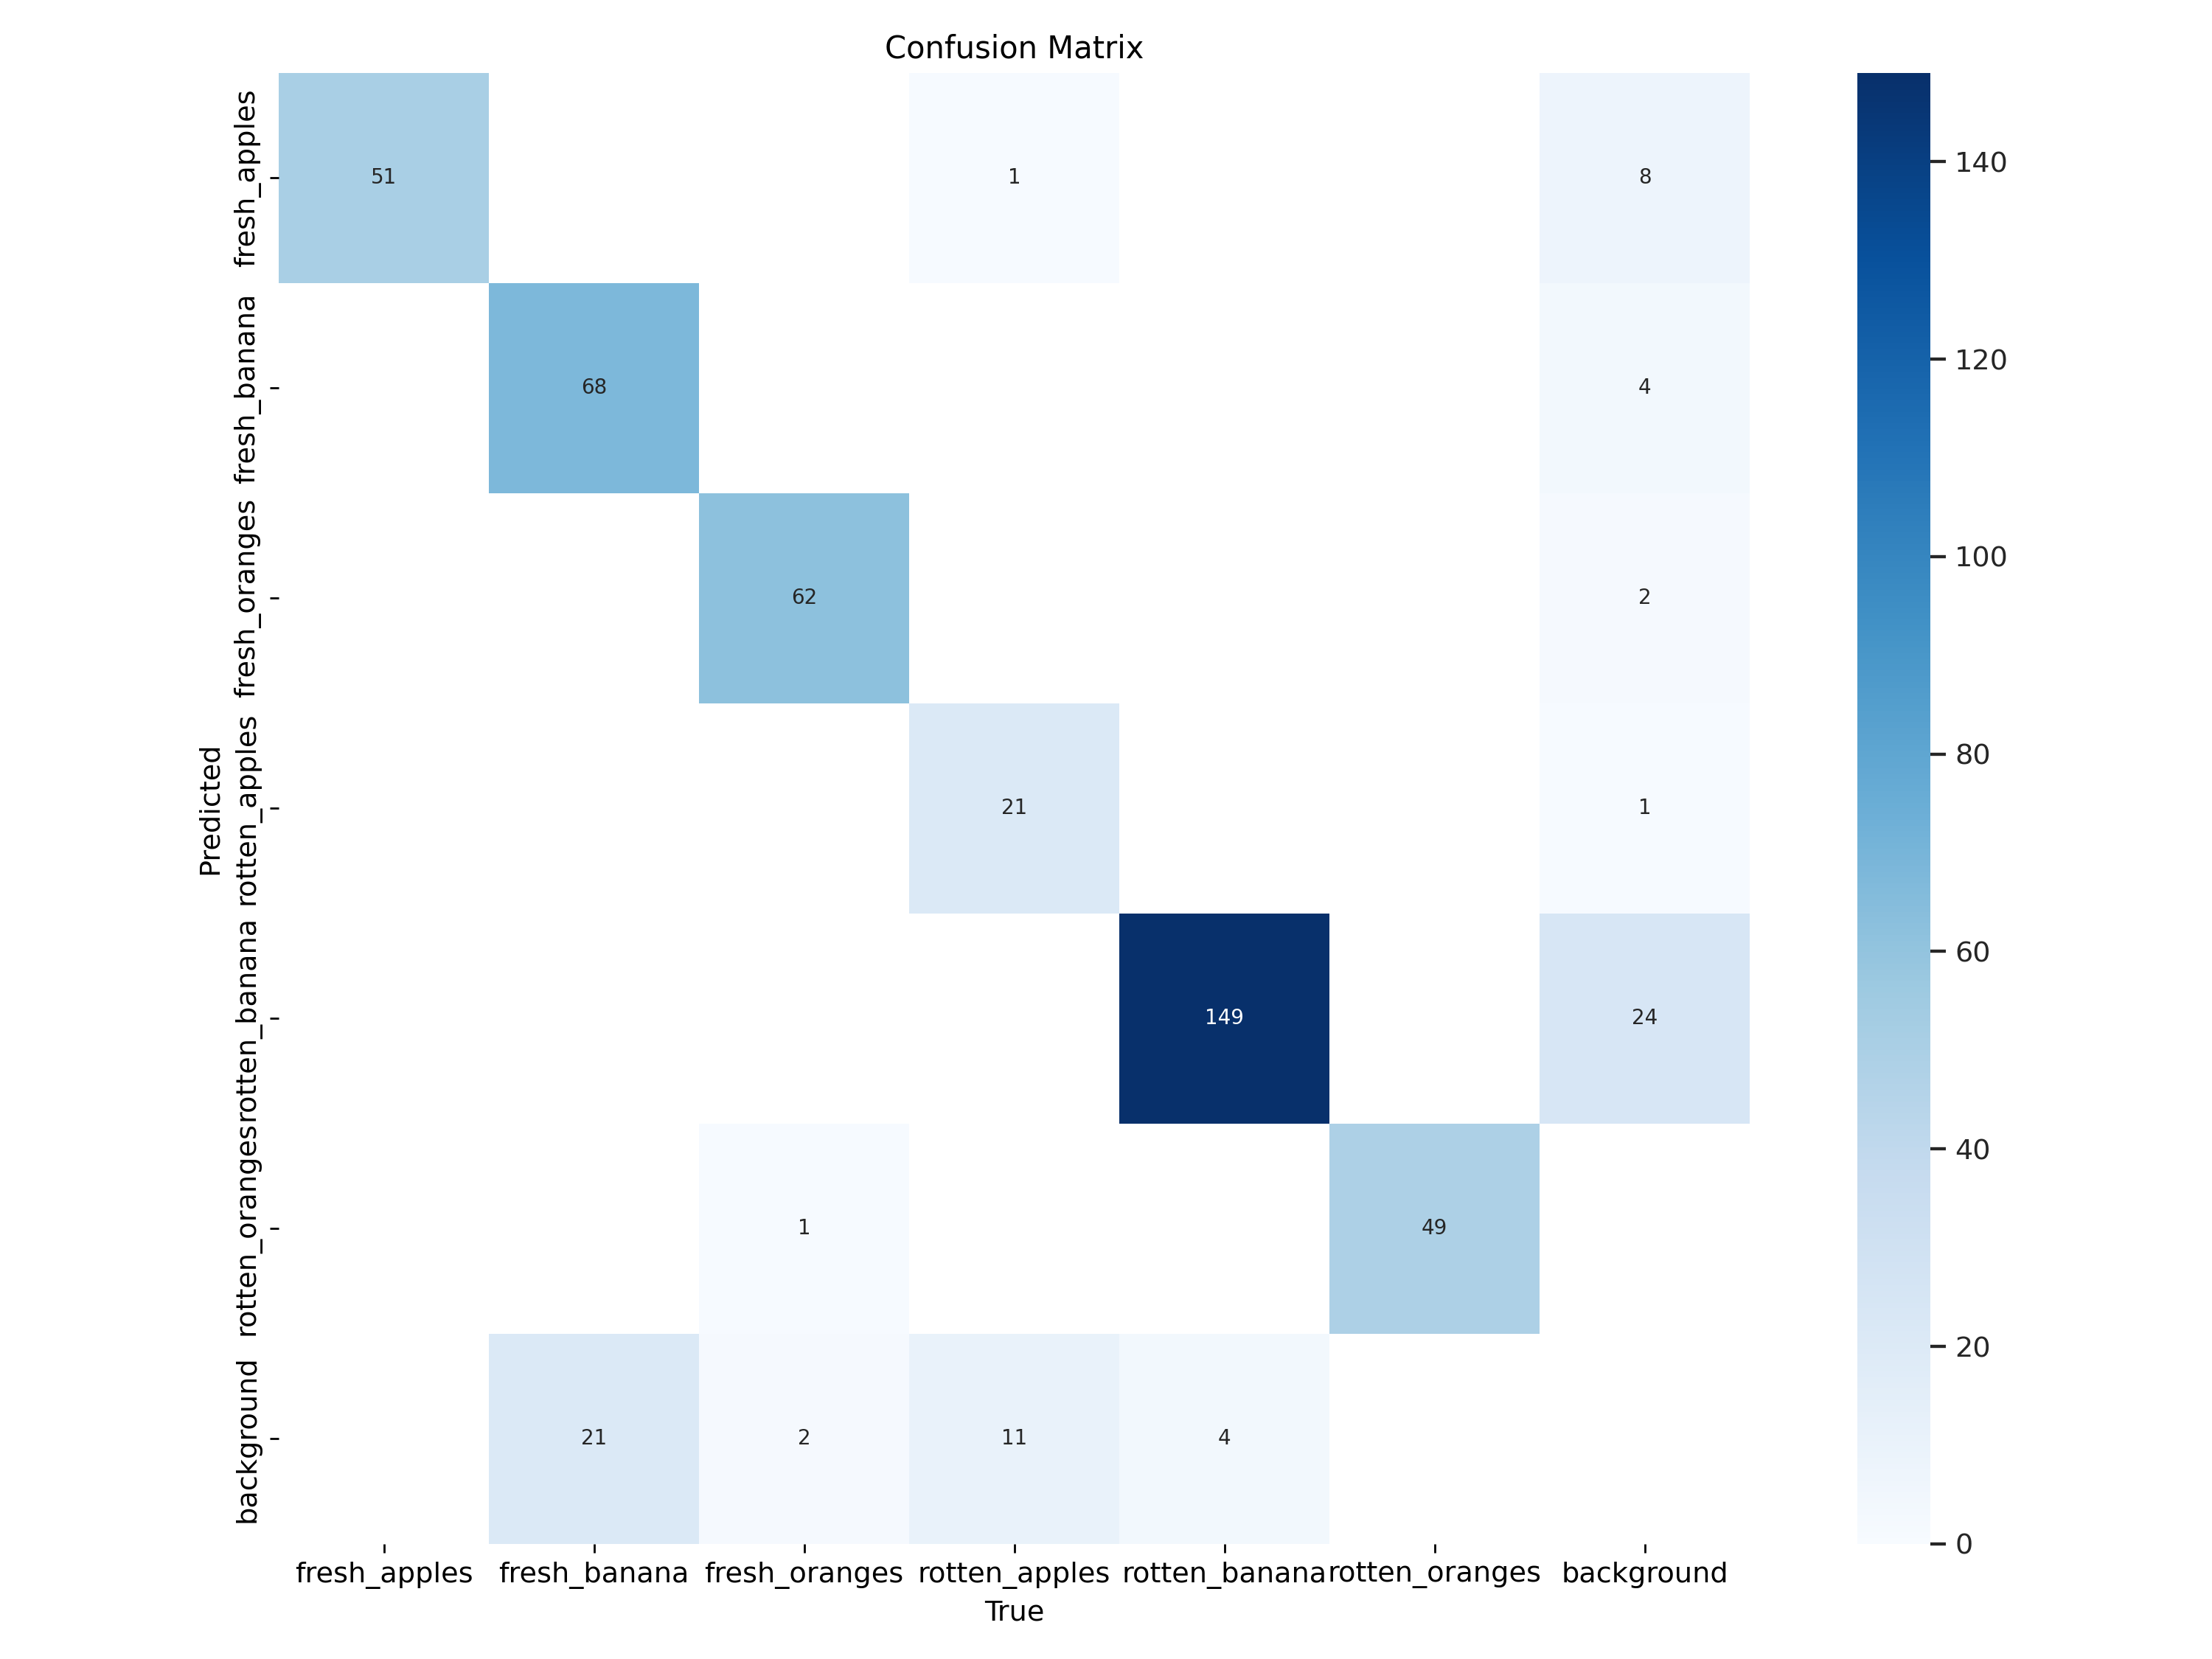 Confusion Matrix
fresh_apples
fresh_banana
fresh_oranges
rotten_apples
rotten_banana
rotten_oranges
background
Predicted
51
1
8
68
4
62
2
21
1
149
24
1
49
21
2
11
4
fresh_apples
fresh_banana
fresh_oranges
rotten_apples
rotten_banana
rotten_oranges
background
True
140
120
100
80
60
40
20
0